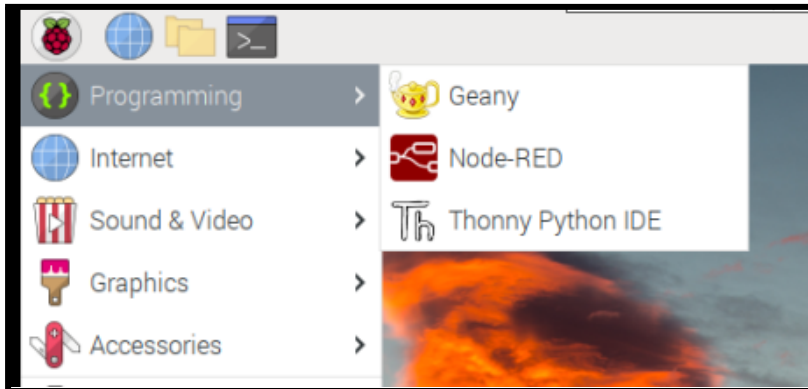 Programming
Geany
Internet
Node-RED
Sound & Video
Thonny Python IDE
Graphics
Accessories